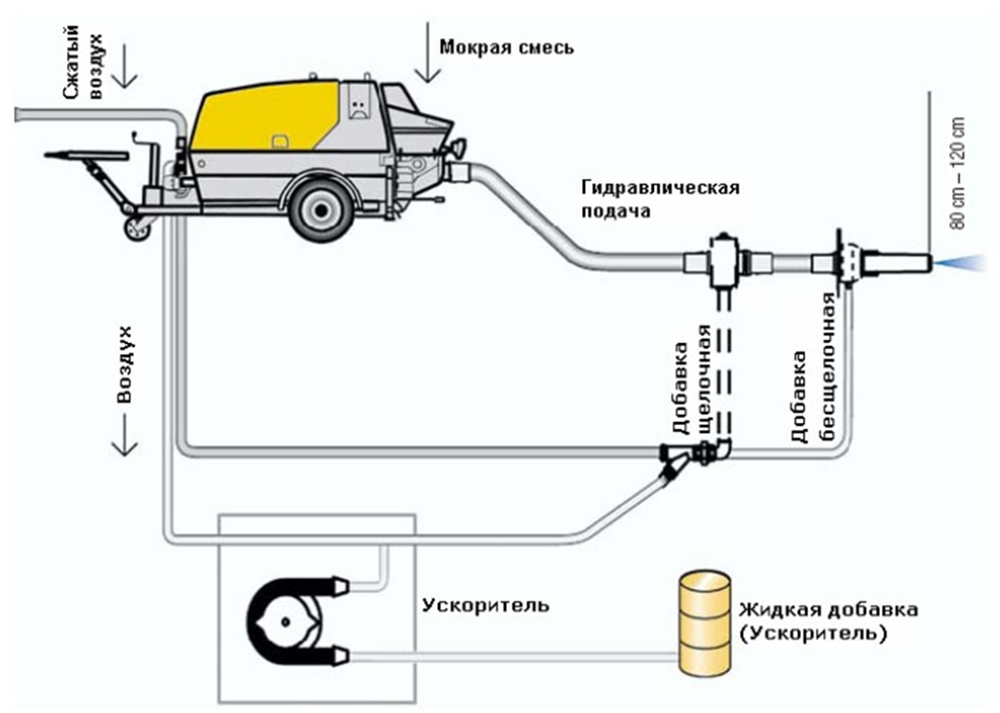 Сжатый
воздух
Мокрая смесь
80 cm – 120 cm
Гидравлическая
подача
Воздух
Добавка
щелочная
Добавка
бесщелочная
Ускоритель
Жидкая добавка
(Ускоритель)